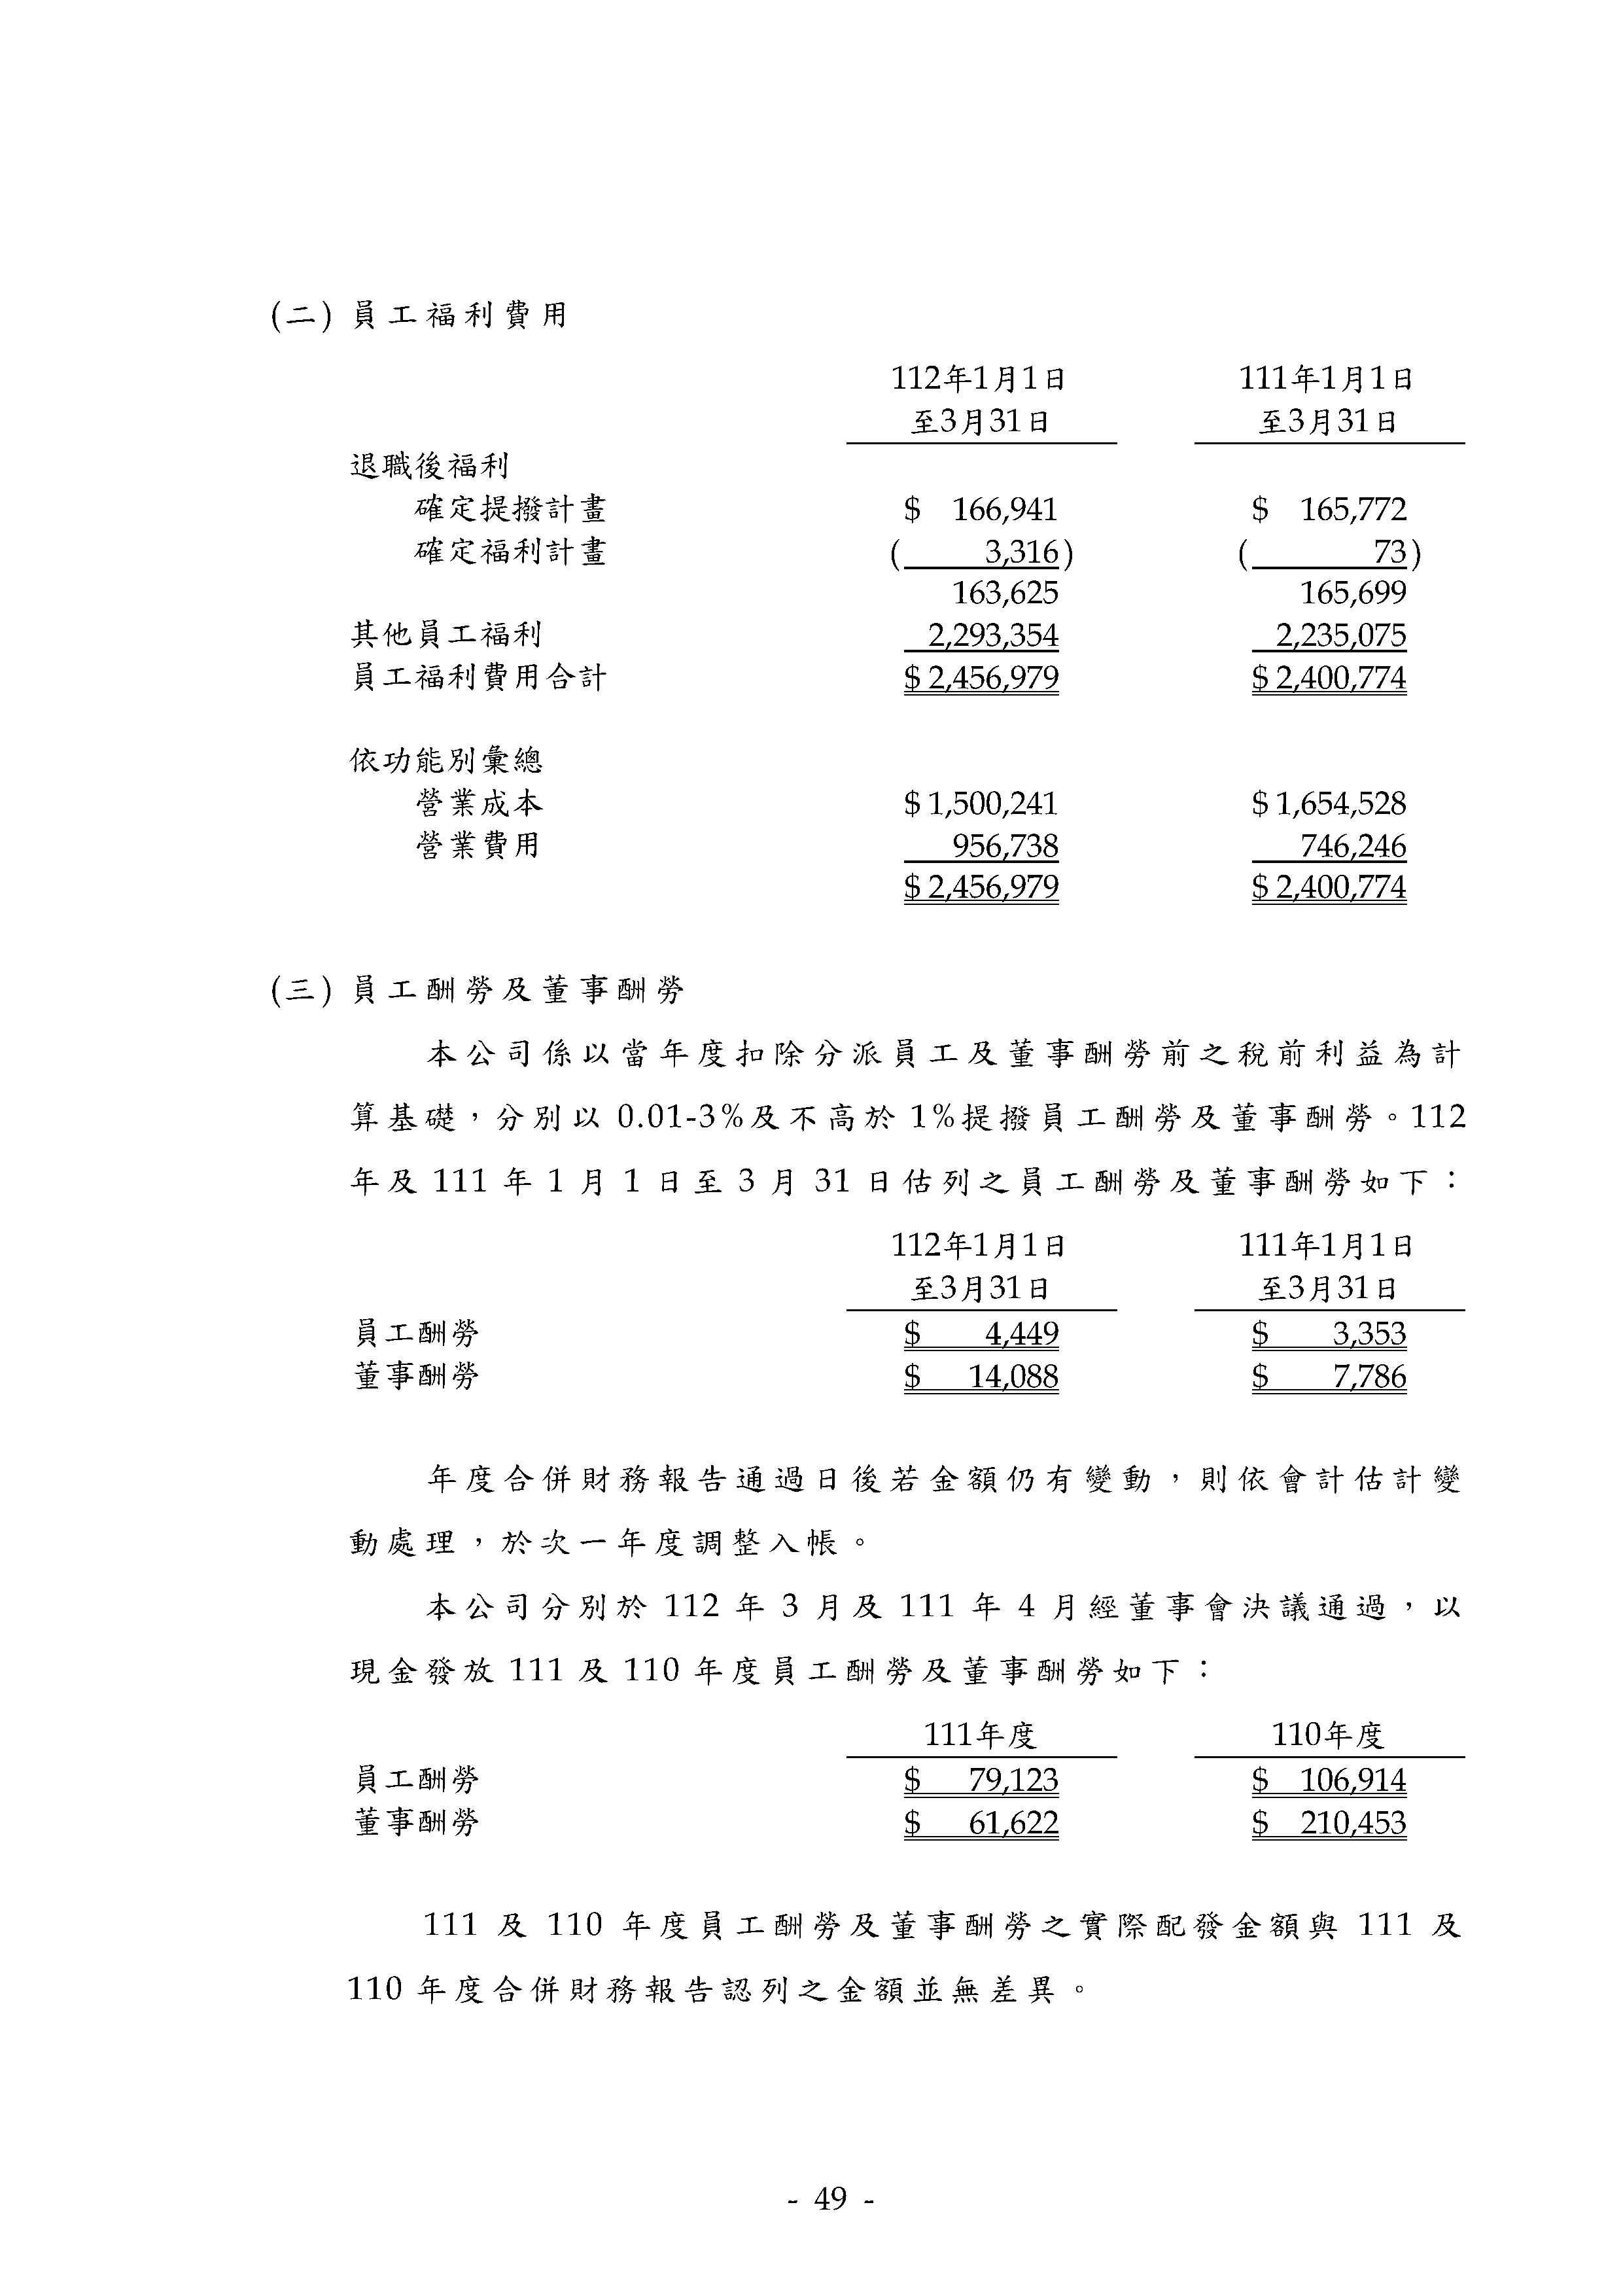 (二) 員工福利費用
112年1月1日 111年1月1日
至3月31日 至3月31日
退職後福利
確定提撥計畫 $ 166,941 $ 165,772
確定福利計畫 ( 3,316) ( 73)
163,625 165,699
其他員工福利 2,293,354 2,235,075
員工福利費用合計 $ 2,456,979 $ 2,400,774
依功能別彙總
營業成本 $ 1,500,241 $ 1,654,528
營業費用 956,738 746,246
$ 2,456,979 $ 2,400,774
(三) 員工酬勞及董事酬勞
本公司係以當年度扣除分派員工及董事酬勞前之稅前利益為計
算基礎，分別以 0.01-3%及不高於 1%提撥員工酬勞及董事酬勞。112
年及 111 年 1 月 1 日至 3 月 31 日估列之員工酬勞及董事酬勞如下：
112年1月1日 111年1月1日
至3月31日 至3月31日
員工酬勞 $ 4,449 $ 3,353
董事酬勞 $ 14,088 $ 7,786
年度合併財務報告通過日後若金額仍有變動，則依會計估計變
動處理，於次一年度調整入帳。
本公司分別於 112 年 3 月及 111 年 4 月經董事會決議通過，以
現金發放 111 及 110 年度員工酬勞及董事酬勞如下：
111年度 110年度
員工酬勞 $ 79,123 $ 106,914
董事酬勞 $ 61,622 $ 210,453
111 及 110 年度員工酬勞及董事酬勞之實際配發金額與 111 及
110 年度合併財務報告認列之金額並無差異。
- 49 -